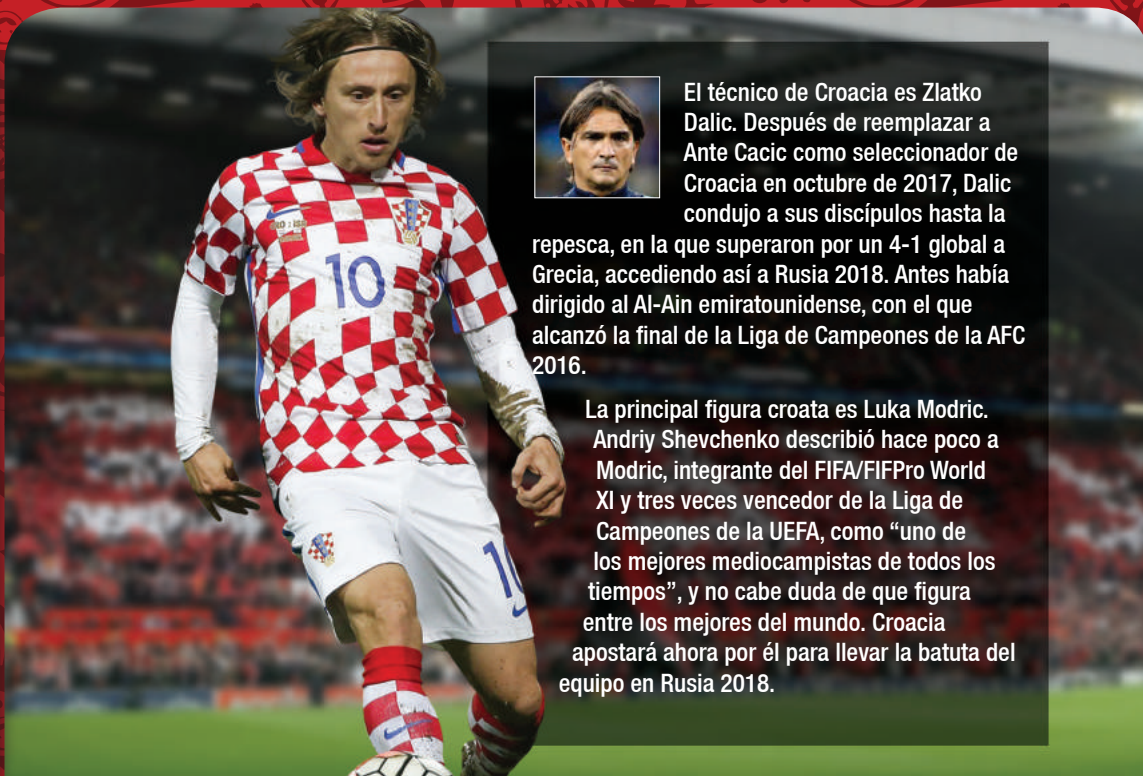 El técnico de Croacia es Zlatko
Dalic. Después de reemplazar a
Ante Cacic como seleccionador de
Croacia en octubre de 2017, Dalic
condujo a sus discípulos hasta la
repesca, en la que superaron por un 4-1 global a
Grecia, accediendo así a Rusia 2018. Antes había
dirigido al Al-Ain emiratounidense, con el que
alcanzó la final de la Liga de Campeones de la AFC
2016.
La principal figura croata es Luka Modric.
Andriy Shevchenko describió hace poco a
Modric, integrante del FIFA/FIFPro World
XI y tres veces vencedor de la Liga de
Campeones de la UEFA, como “uno de
los mejores mediocampistas de todos los
tiempos”, y no cabe duda de que figura
entre los mejores del mundo. Croacia
apostará ahora por él para llevar la batuta del
equipo en Rusia 2018.
10
10